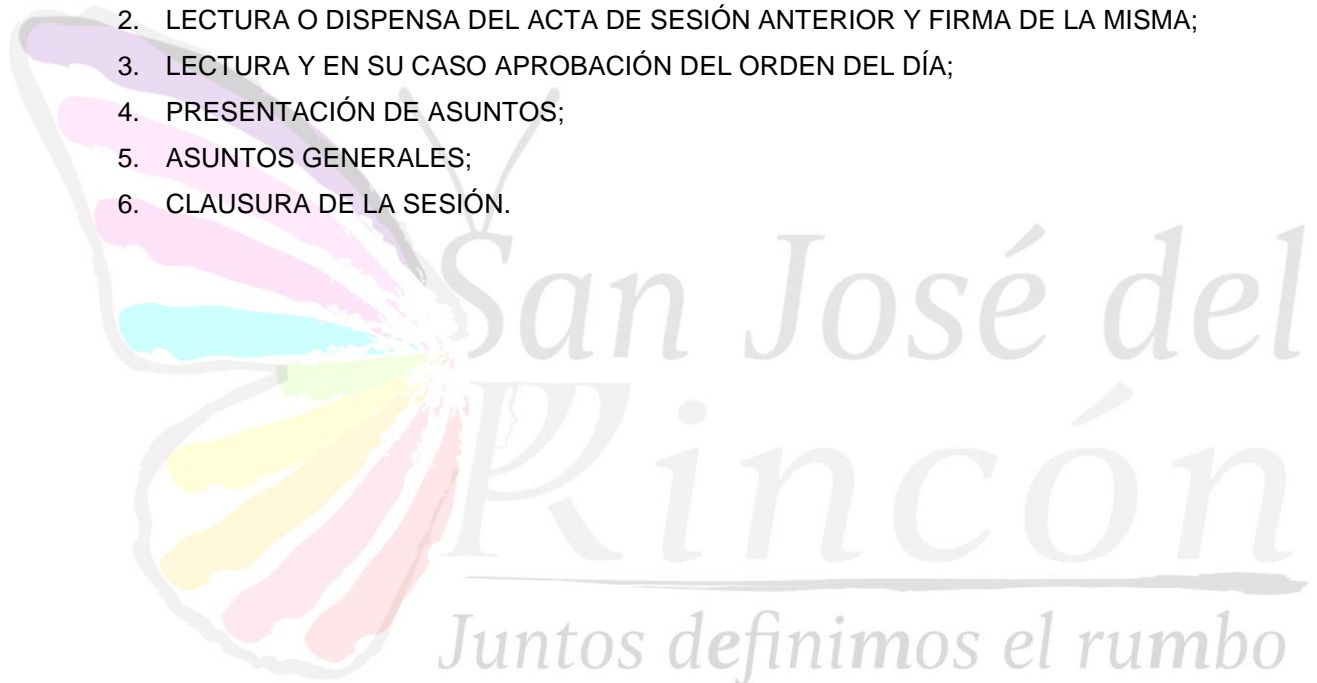 2. LECTURA O DISPENSA DEL ACTA DE SESIÓN ANTERIOR Y FIRMA DE LA MISMA;
3. LECTURA Y EN SU CASO APROBACIÓN DEL ORDEN DEL DÍA;
4. PRESENTACIÓN DE ASUNTOS;
5. ASUNTOS GENERALES;
6. CLAUSURA DE LA SESIÓN.
San José del
Rincón
Juntos definimos el rumbo